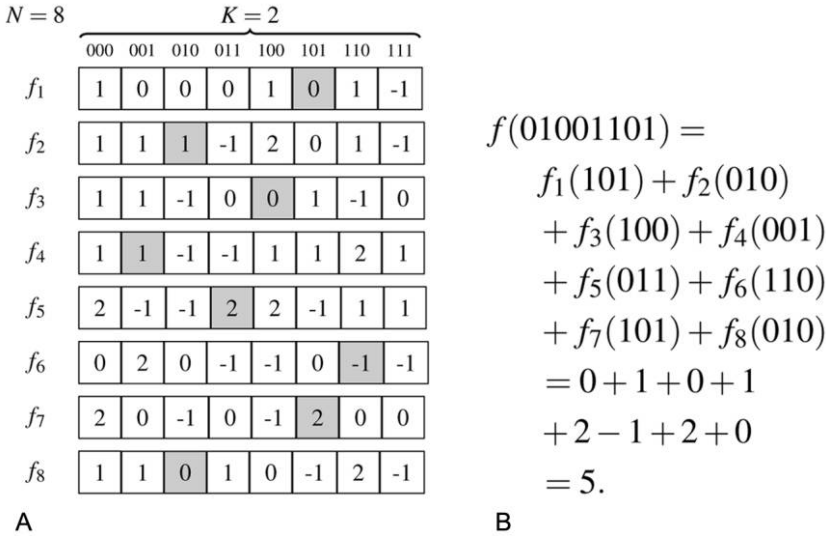 N = 8 K = 2
000 001 010 011 100 101 110 111
f₁ 1 0 0 0 1 0 1 -1
f₂ 1 1 1 -1 2 0 1 -1
f₃ 1 1 -1 0 0 1 -1 0
f₄ 1 1 -1 -1 1 1 2 1
f₅ 2 -1 -1 2 2 -1 1 1
f₆ 0 2 0 -1 -1 0 -1 -1
f₇ 2 0 -1 0 -1 2 0 0
f₈ 1 1 0 1 0 -1 2 -1
A
f(01001101) =
f₁(101) + f₂(010)
+ f₃(100) + f₄(001)
+ f₅(011) + f₆(110)
+ f₇(101) + f₈(010)
= 0 + 1 + 0 + 1
+ 2 − 1 + 2 + 0
= 5.
B